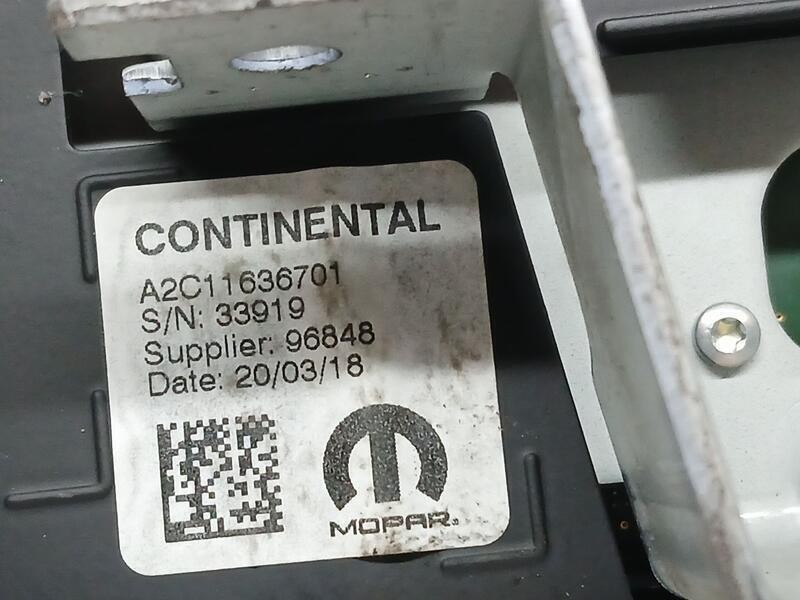 CONTINENTAL
A2C11636701
S/N: 33919
Supplier: 96848
Date: 20/03/18
MOPAR®